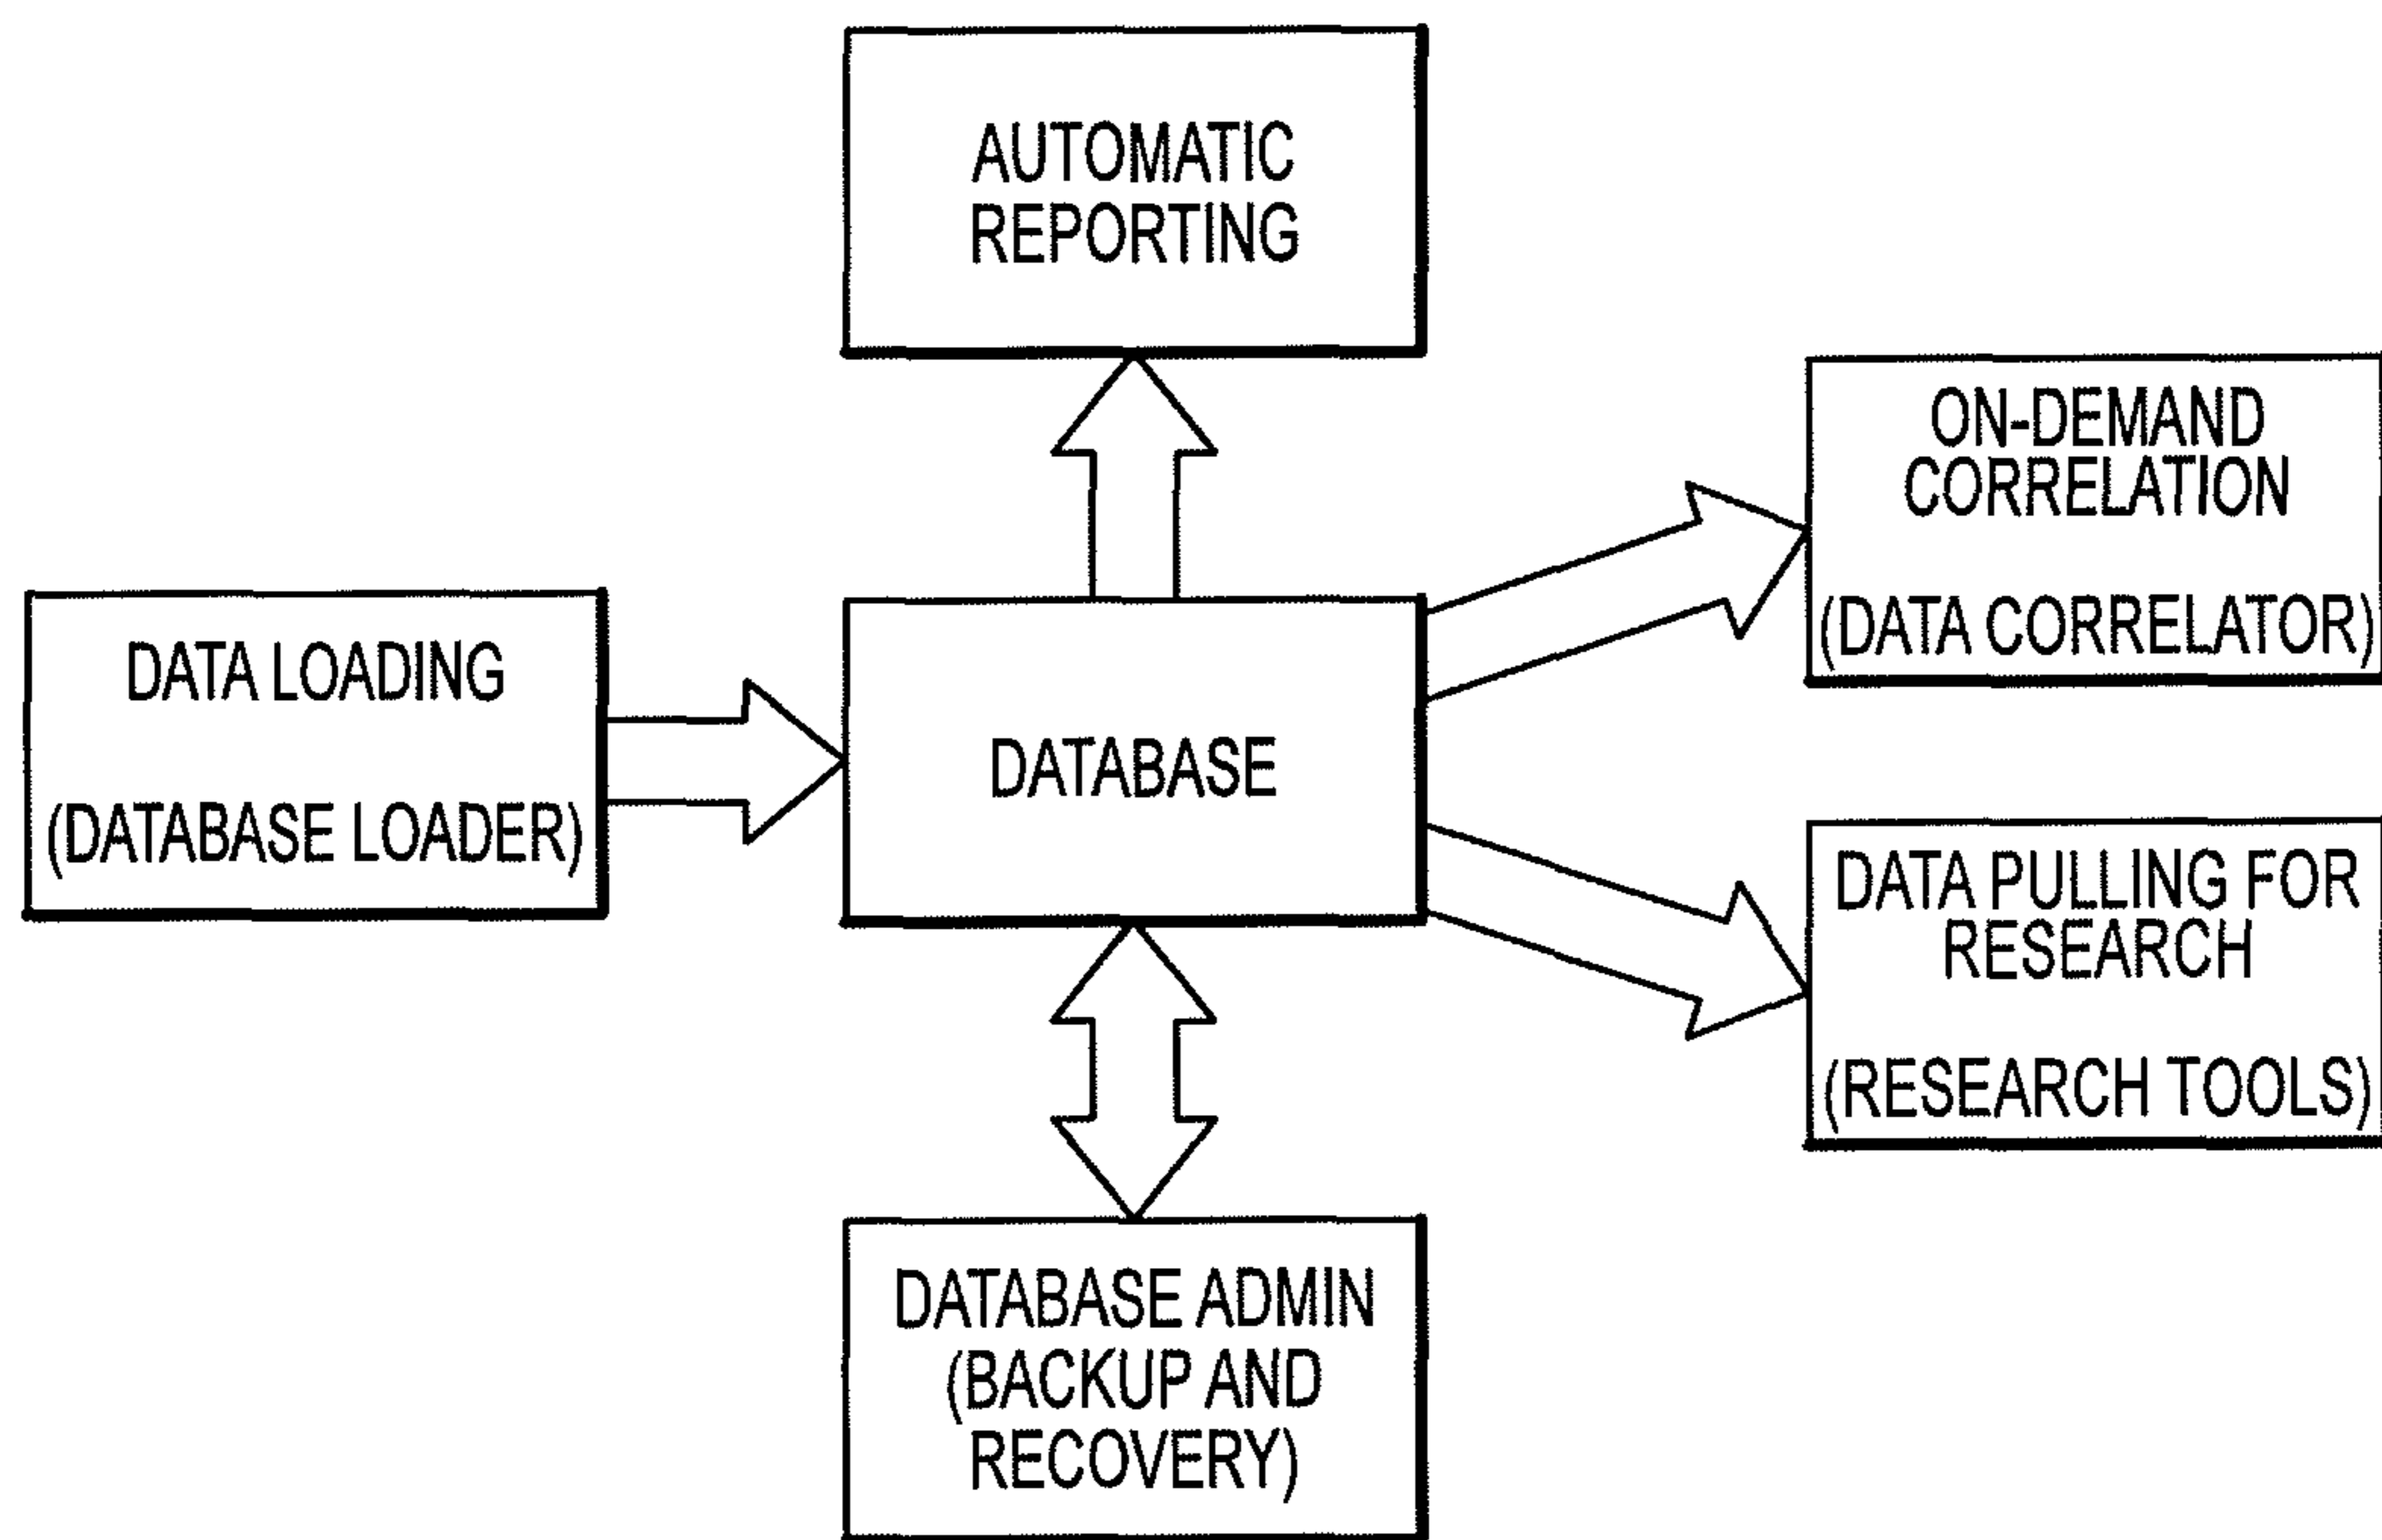 AUTOMATIC
REPORTING
ON-DEMAND
CORRELATION
(DATA CORRELATOR)
DATA LOADING
(DATABASE LOADER)
DATABASE
DATA PULLING FOR
RESEARCH
(RESEARCH TOOLS)
DATABASE ADMIN
(BACKUP AND
RECOVERY)